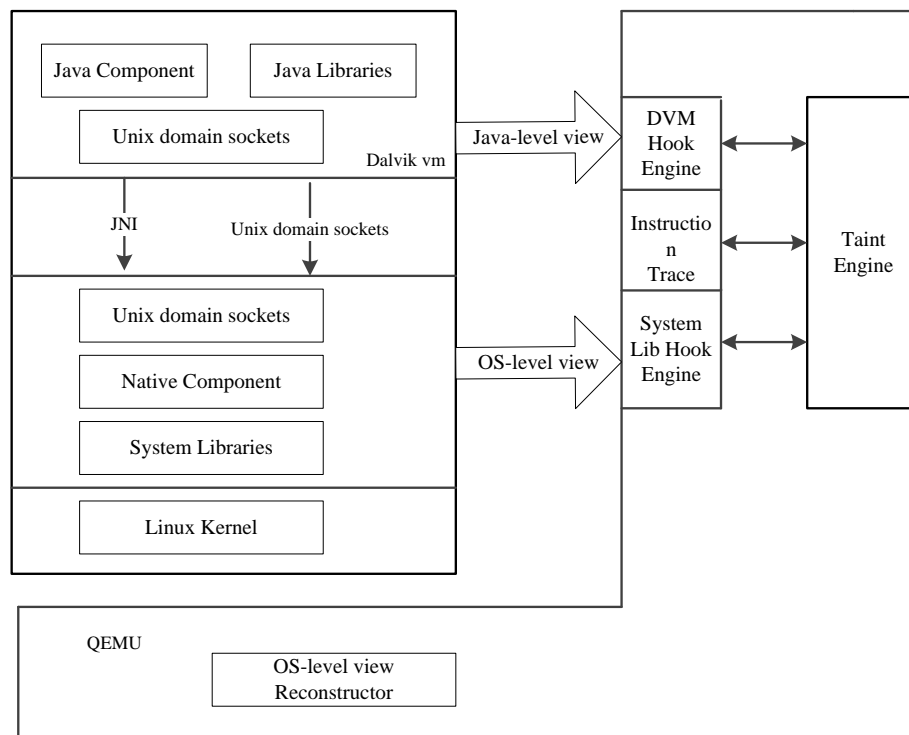 Java Component
Java Libraries
Unix domain sockets
Dalvik vm
JNI
Unix domain sockets
Unix domain sockets
Native Component
System Libraries
Linux Kernel
Java-level view
OS-level view
DVM
Hook
Engine
Instructio
n
Trace
System
Lib Hook
Engine
Taint
Engine
QEMU
OS-level view
Reconstructor